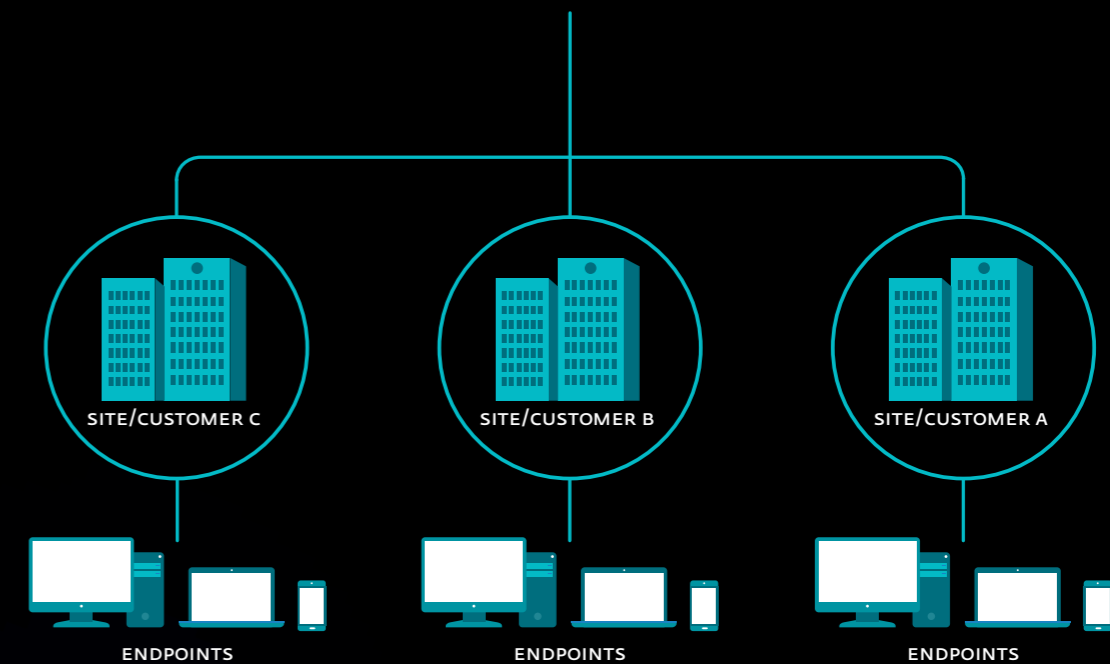 SITE/CUSTOMER C
SITE/CUSTOMER B
SITE/CUSTOMER A
ENDPOINTS
ENDPOINTS
ENDPOINTS